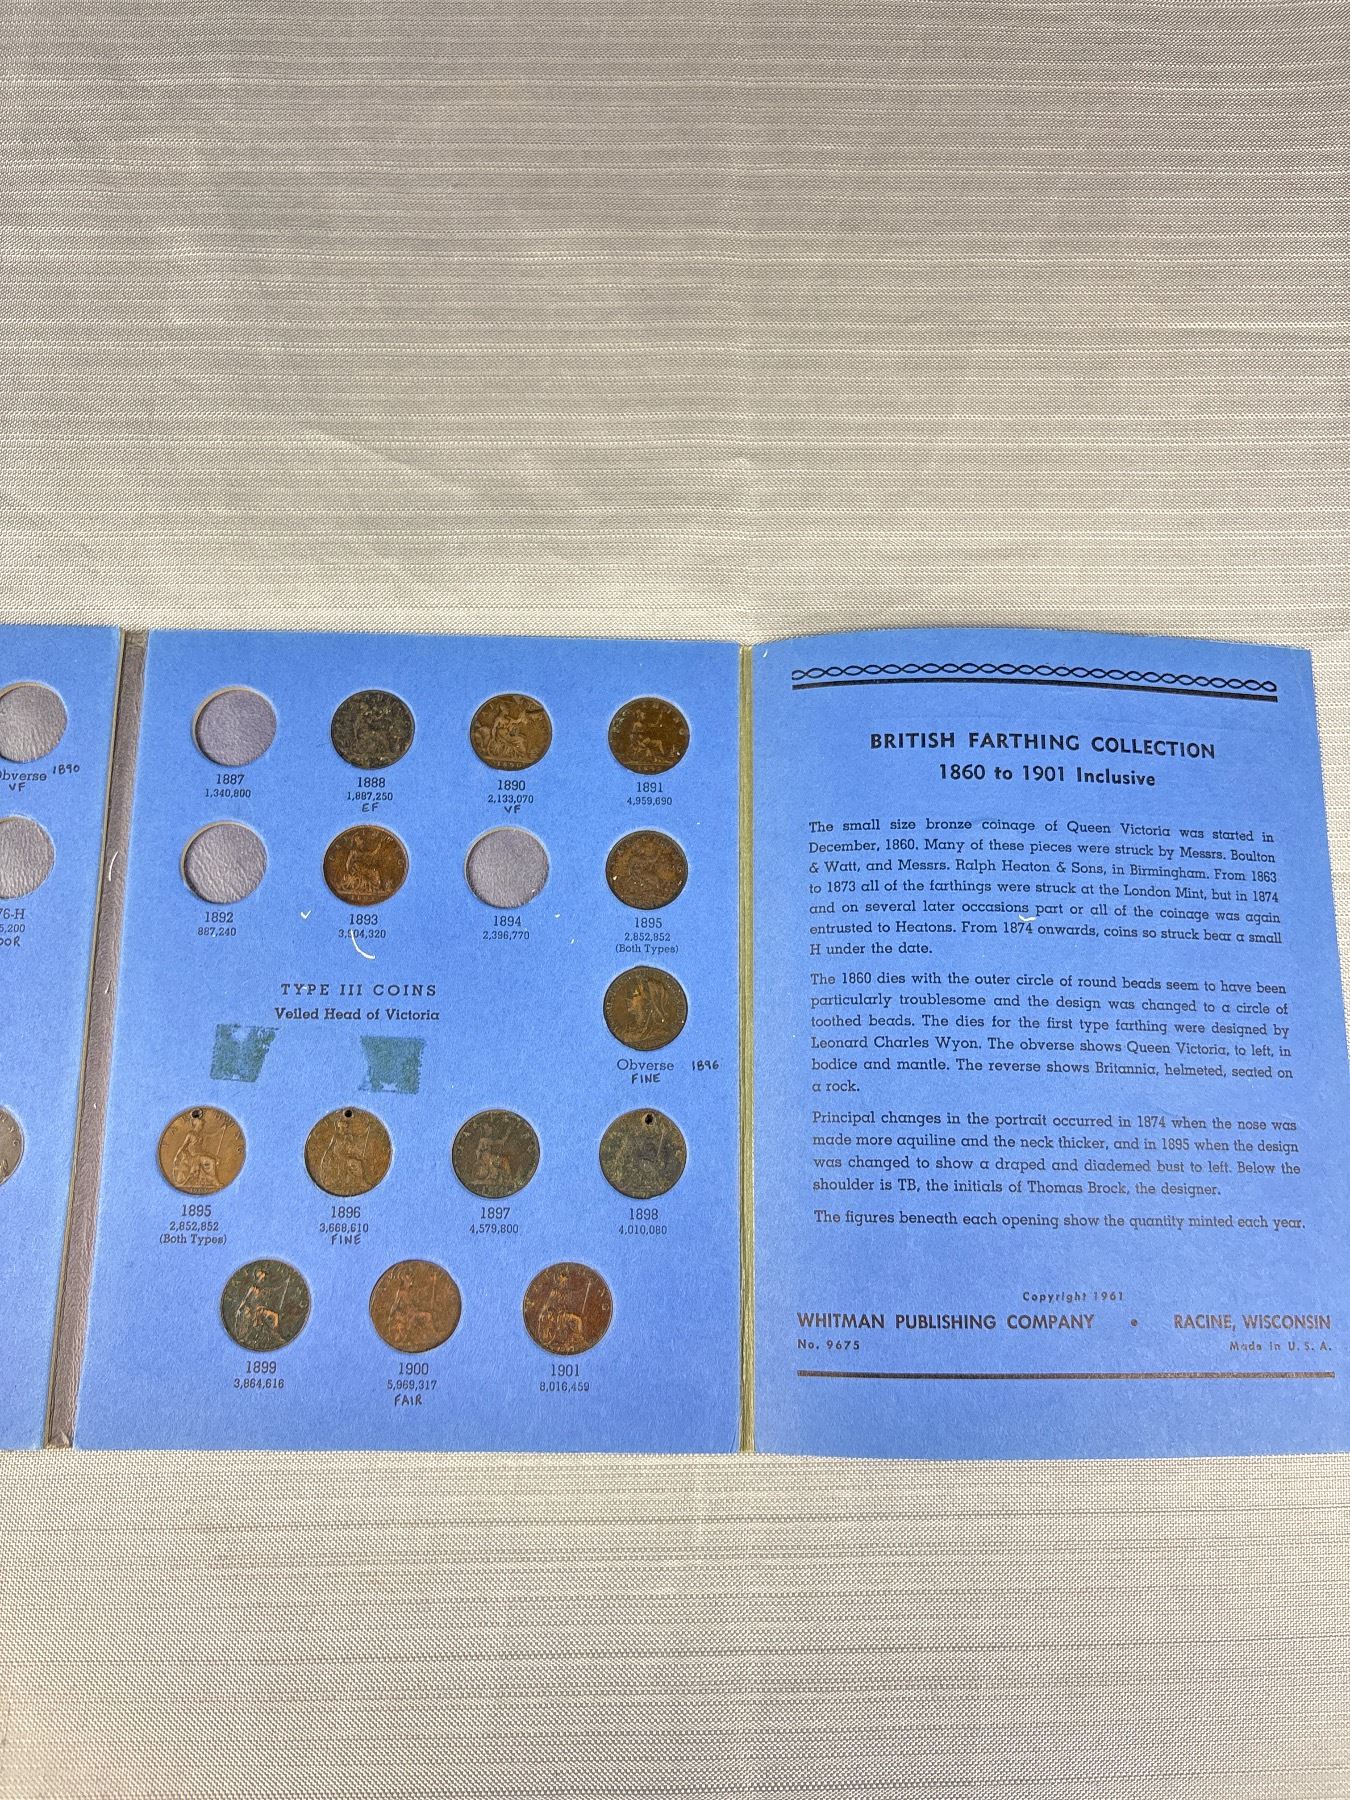 Obverse 1890
VF
76-H
5,200
OOR
1887
1,340,800
1888
1,887,250
EF
1890
2,133,070
VF
1891
4,959,690
1892
887,240
1893
3,904,320
1894
2,396,770
1895
2,852,852
(Both Types)
TYPE III COINS
Veiled Head of Victoria
Obverse 1896
FINE
1895
2,852,852
(Both Types)
1896
3,668,610
FINE
1897
4,579,800
1898
4,010,080
1899
3,864,616
1900
5,969,317
FAIR
1901
8,016,459
BRITISH FARTHING COLLECTION
1860 to 1901 Inclusive
The small size bronze coinage of Queen Victoria was started in
December, 1860. Many of these pieces were struck by Messrs. Boulton
& Watt, and Messrs. Ralph Heaton & Sons, in Birmingham. From 1863
to 1873 all of the farthings were struck at the London Mint, but in 1874
and on several later occasions part or all of the coinage was again
entrusted to Heatons. From 1874 onwards, coins so struck bear a small
H under the date.
The 1860 dies with the outer circle of round beads seem to have been
particularly troublesome and the design was changed to a circle of
toothed beads. The dies for the first type farthing were designed by
Leonard Charles Wyon. The obverse shows Queen Victoria, to left, in
bodice and mantle. The reverse shows Britannia, helmeted, seated on
a rock.
Principal changes in the portrait occurred in 1874 when the nose was
made more aquiline and the neck thicker, and in 1895 when the design
was changed to show a draped and diademed bust to left. Below the
shoulder is TB, the initials of Thomas Brock, the designer.
The figures beneath each opening show the quantity minted each year.
Copyright 1961
WHITMAN PUBLISHING COMPANY • RACINE, WISCONSIN
No. 9675 Made in U. S. A.